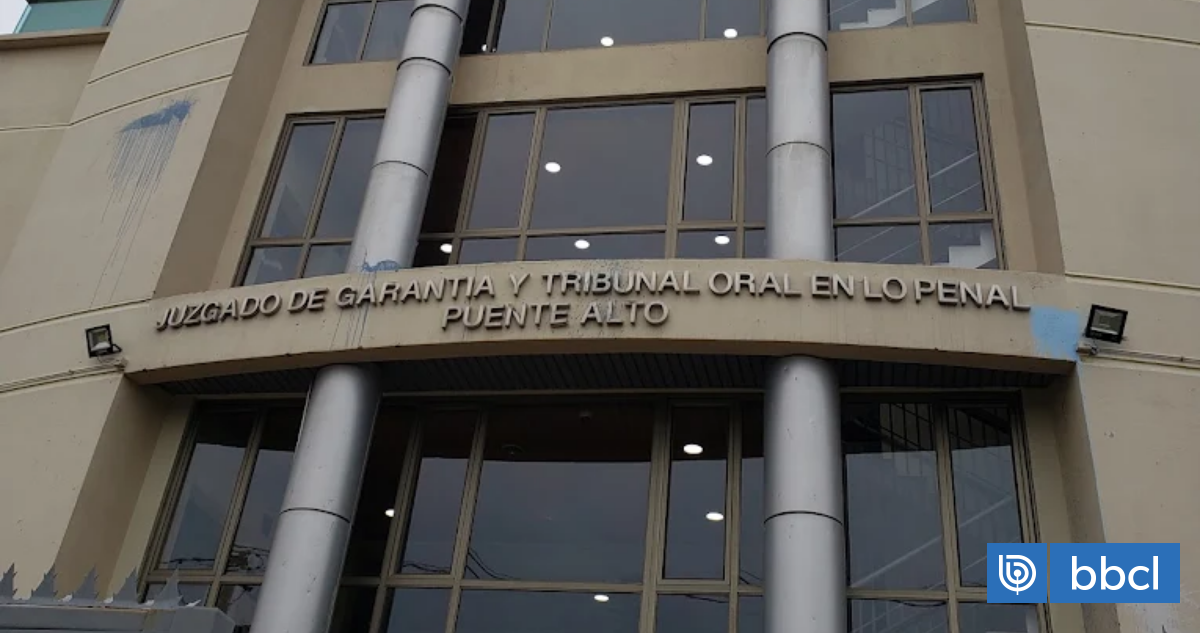 JUZGADO DE GARANTIA Y TRIBUNAL ORAL EN LO PENAL
PUENTE ALTO
bbcl